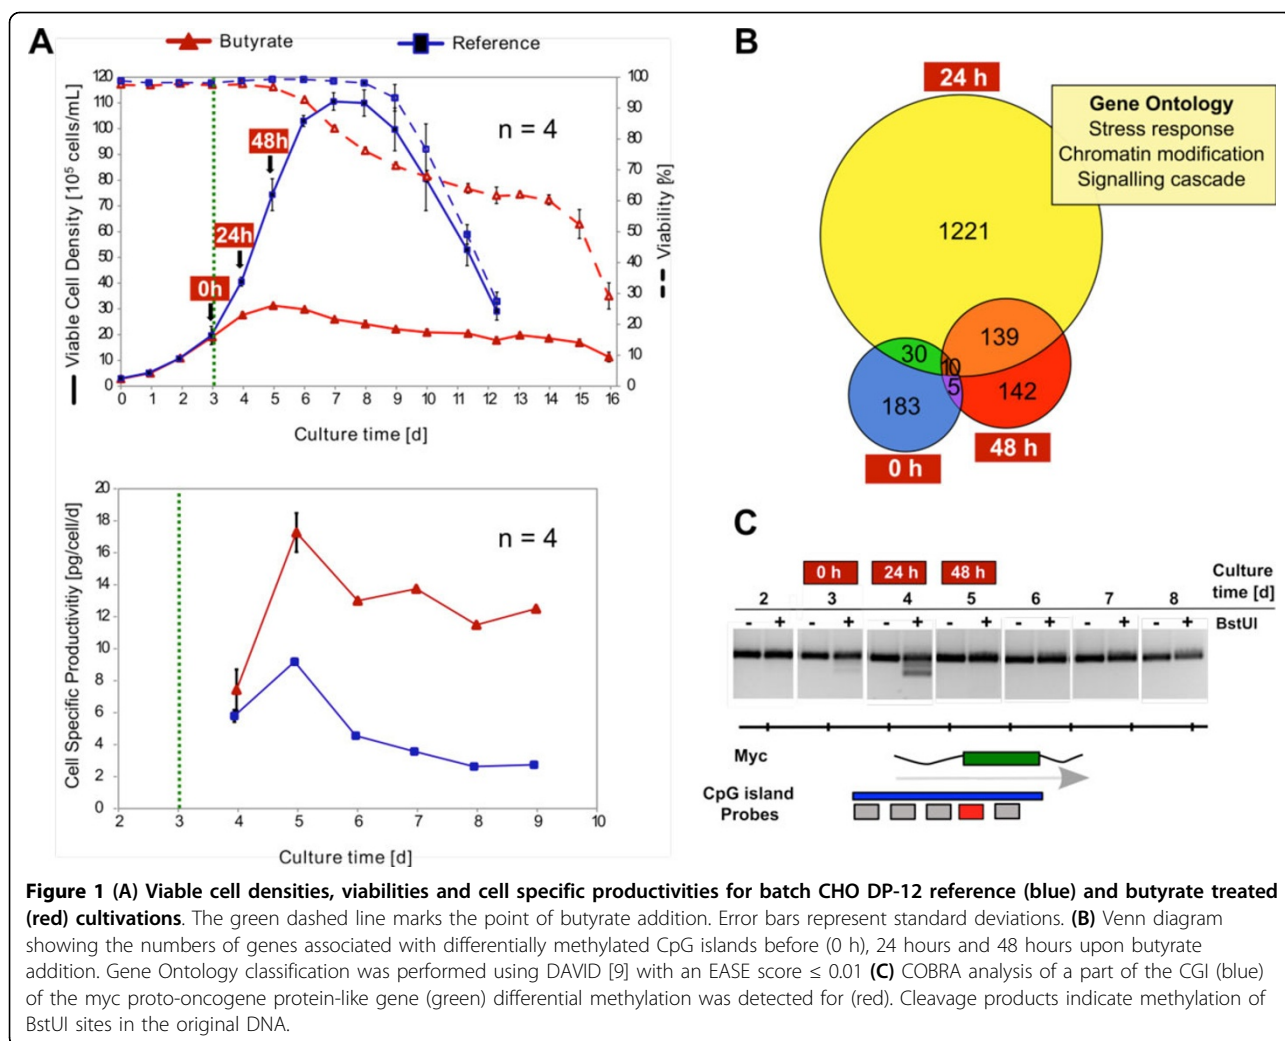 A
Butyrate
Reference
120
110
100
90
80
70
60
50
40
30
20
10
0
100
90
80
70
60
50
40
30
20
10
0
Viable Cell Density [10⁵ cells/mL]
Viability [%]
n = 4
48h
24h
0h
0 1 2 3 4 5 6 7 8 9 10 11 12 13 14 15 16
Culture time [d]
20
18
16
14
12
10
8
6
4
2
0
Cell Specific Productivitiy [pg/cell/d]
n = 4
2 3 4 5 6 7 8 9 10
Culture time [d]
B
24 h
Gene Ontology
Stress response
Chromatin modification
Signalling cascade
1221
139
30
10
5
183
142
48 h
0 h
C
0 h 24 h 48 h Culture
2 3 4 5 6 7 8 time [d]
- + - + - + - + - + - + - + BstUI
Myc
CpG island
Probes
Figure 1 (A) Viable cell densities, viabilities and cell specific productivities for batch CHO DP-12 reference (blue) and butyrate treated
(red) cultivations. The green dashed line marks the point of butyrate addition. Error bars represent standard deviations. (B) Venn diagram
showing the numbers of genes associated with differentially methylated CpG islands before (0 h), 24 hours and 48 hours upon butyrate
addition. Gene Ontology classification was performed using DAVID [9] with an EASE score ≤ 0.01 (C) COBRA analysis of a part of the CGI (blue)
of the myc proto-oncogene protein-like gene (green) differential methylation was detected for (red). Cleavage products indicate methylation of
BstUI sites in the original DNA.